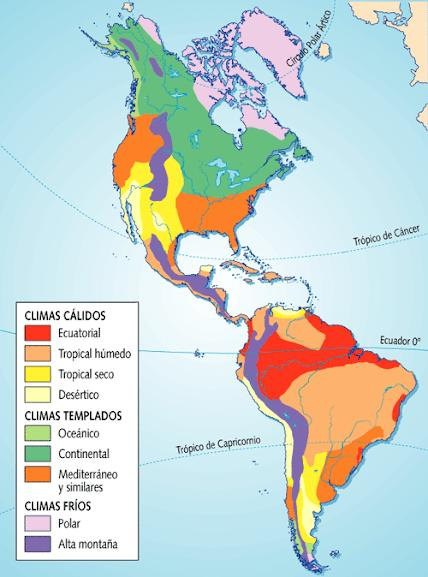 Círculo Polar Ártico
Trópico de Cáncer
Ecuador 0º
Trópico de Capricornio
CLIMAS CÁLIDOS
Ecuatorial
Tropical húmedo
Tropical seco
Desértico
CLIMAS TEMPLADOS
Oceánico
Continental
Mediterráneo
y similares
CLIMAS FRÍOS
Polar
Alta montaña